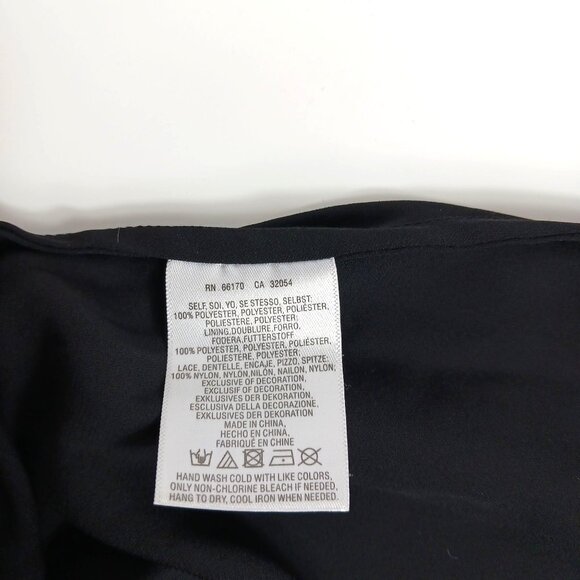 RN 66170 CA 32054
SELF, SOI, YO, SE STESSO, SELBST:
100% POLYESTER, POLYESTER, POLIÉSTER,
POLIESTERE, POLYESTER;
LINING,DOUBLURE,FORRO,
FODERA,FUTTERSTOFF
100% POLYESTER, POLYESTER, POLIÉSTER,
POLIESTERE, POLYESTER;
LACE, DENTELLE, ENCAJE, PIZZO, SPITZE:
100% NYLON, NYLON,NILÓN, NAILON, NYLON;
EXCLUSIVE OF DECORATION,
EXCLUSIF OF DECORATION,
EXKLUSIVES DER DEKORATION,
ESCLUSIVA DELLA DECORAZIONE,
EXKLUSIVES DER DEKORATION
MADE IN CHINA,
HECHO EN CHINA,
FABRIQUÉ EN CHINE
HAND WASH COLD WITH LIKE COLORS,
ONLY NON-CHLORINE BLEACH IF NEEDED,
HANG TO DRY, COOL IRON WHEN NEEDED.